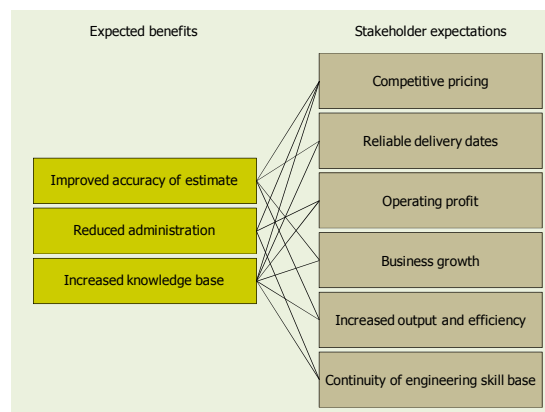 Expected benefits
Stakeholder expectations
Competitive pricing
Reliable delivery dates
Improved accuracy of estimate
Operating profit
Reduced administration
Business growth
Increased knowledge base
Increased output and efficiency
Continuity of engineering skill base